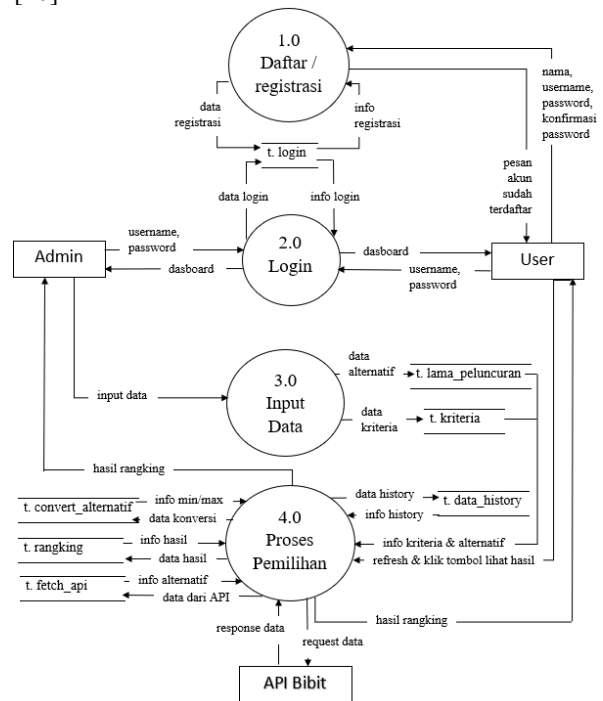 1.0
Daftar /
registrasi
data
registrasi
info
registrasi
nama,
username,
password,
konfirmasi
password
t. login
pesan
akun
sudah
terdaftar
data login
info login
username,
password
2.0
Login
dasboard
Admin
dasboard
username,
password
User
data
alternatif
t. lama_peluncuran
3.0
Input
Data
input data
data
kriteria
t. kriteria
hasil rangking
info min/max
t. convert_alternatif
data konversi
data history
t. data_history
info history
4.0
Proses
Pemilihan
info hasil
t. rangking
data hasil
info kriteria & alternatif
refresh & klik tombol lihat hasil
info alternatif
t. fetch_api
data dari API
hasil rangking
response data
request data
API Bibit